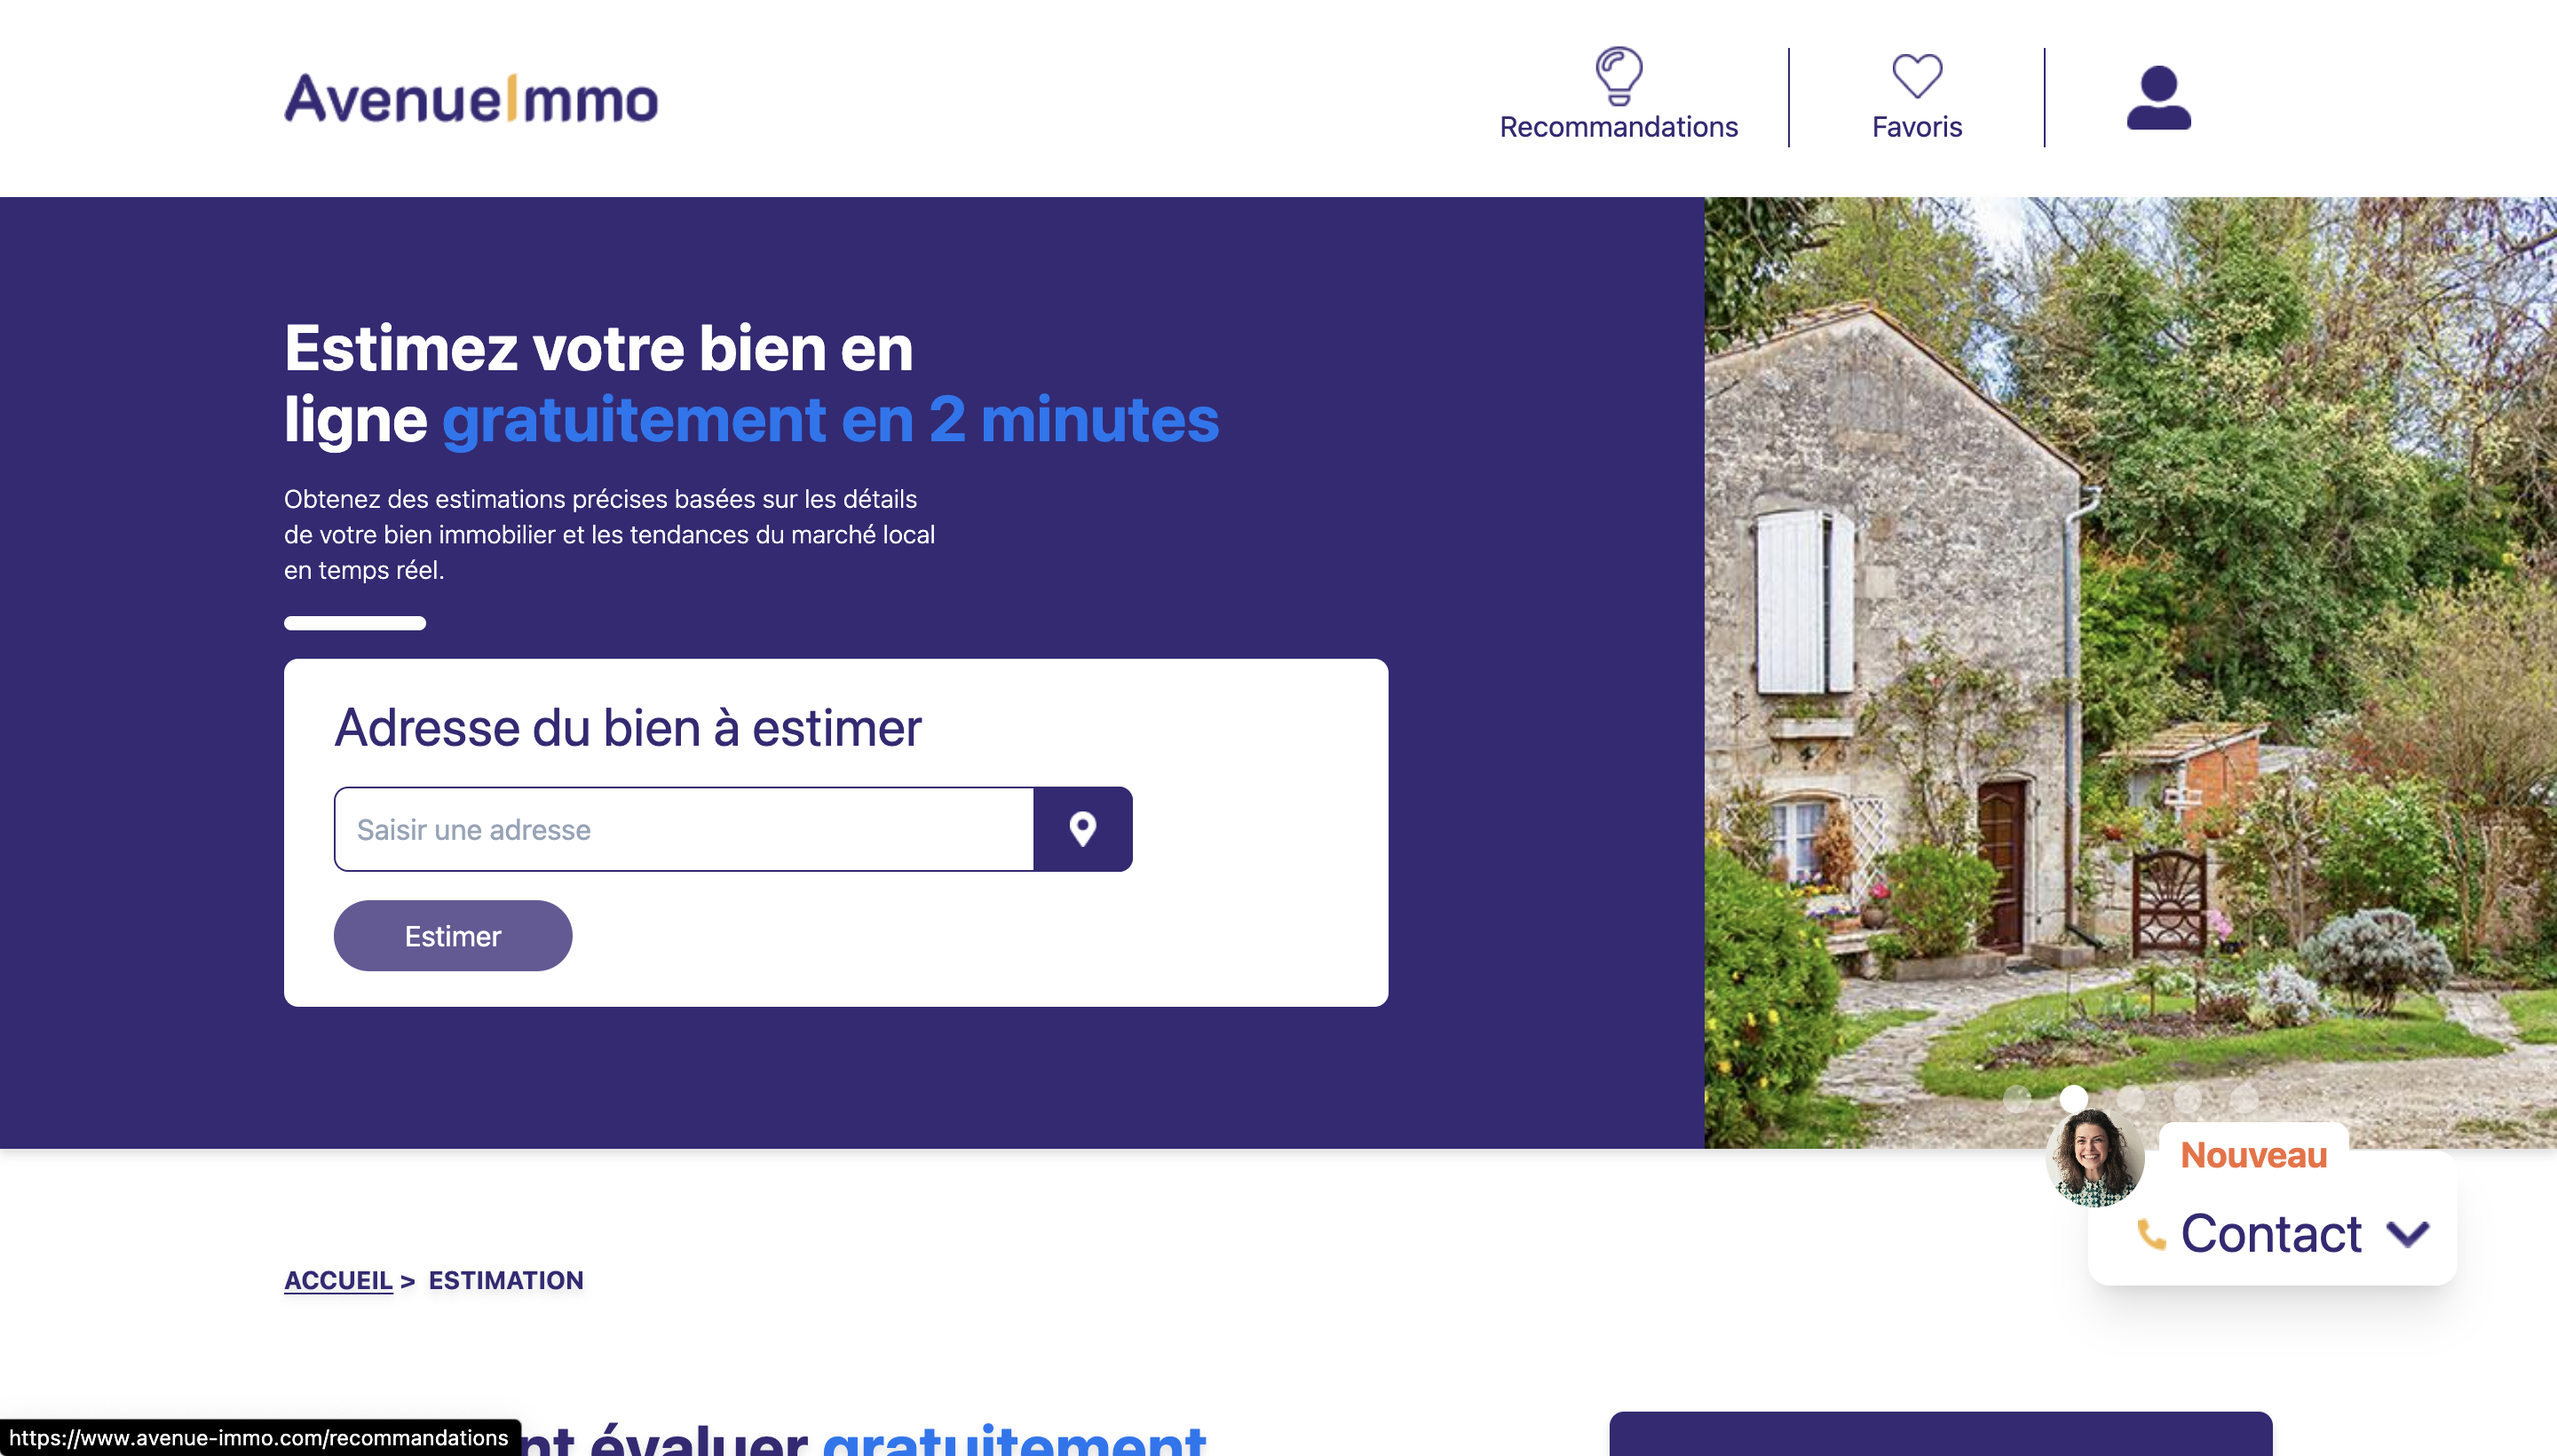 AvenueImmo
Recommandations
Favoris
Estimez votre bien en
ligne gratuitement en 2 minutes
Obtenez des estimations précises basées sur les détails
de votre bien immobilier et les tendances du marché local
en temps réel.
Adresse du bien à estimer
Saisir une adresse
Estimer
Nouveau
Contact
ACCUEIL > ESTIMATION
évaluer gratuitement
https://www.avenue-immo.com/recommandations